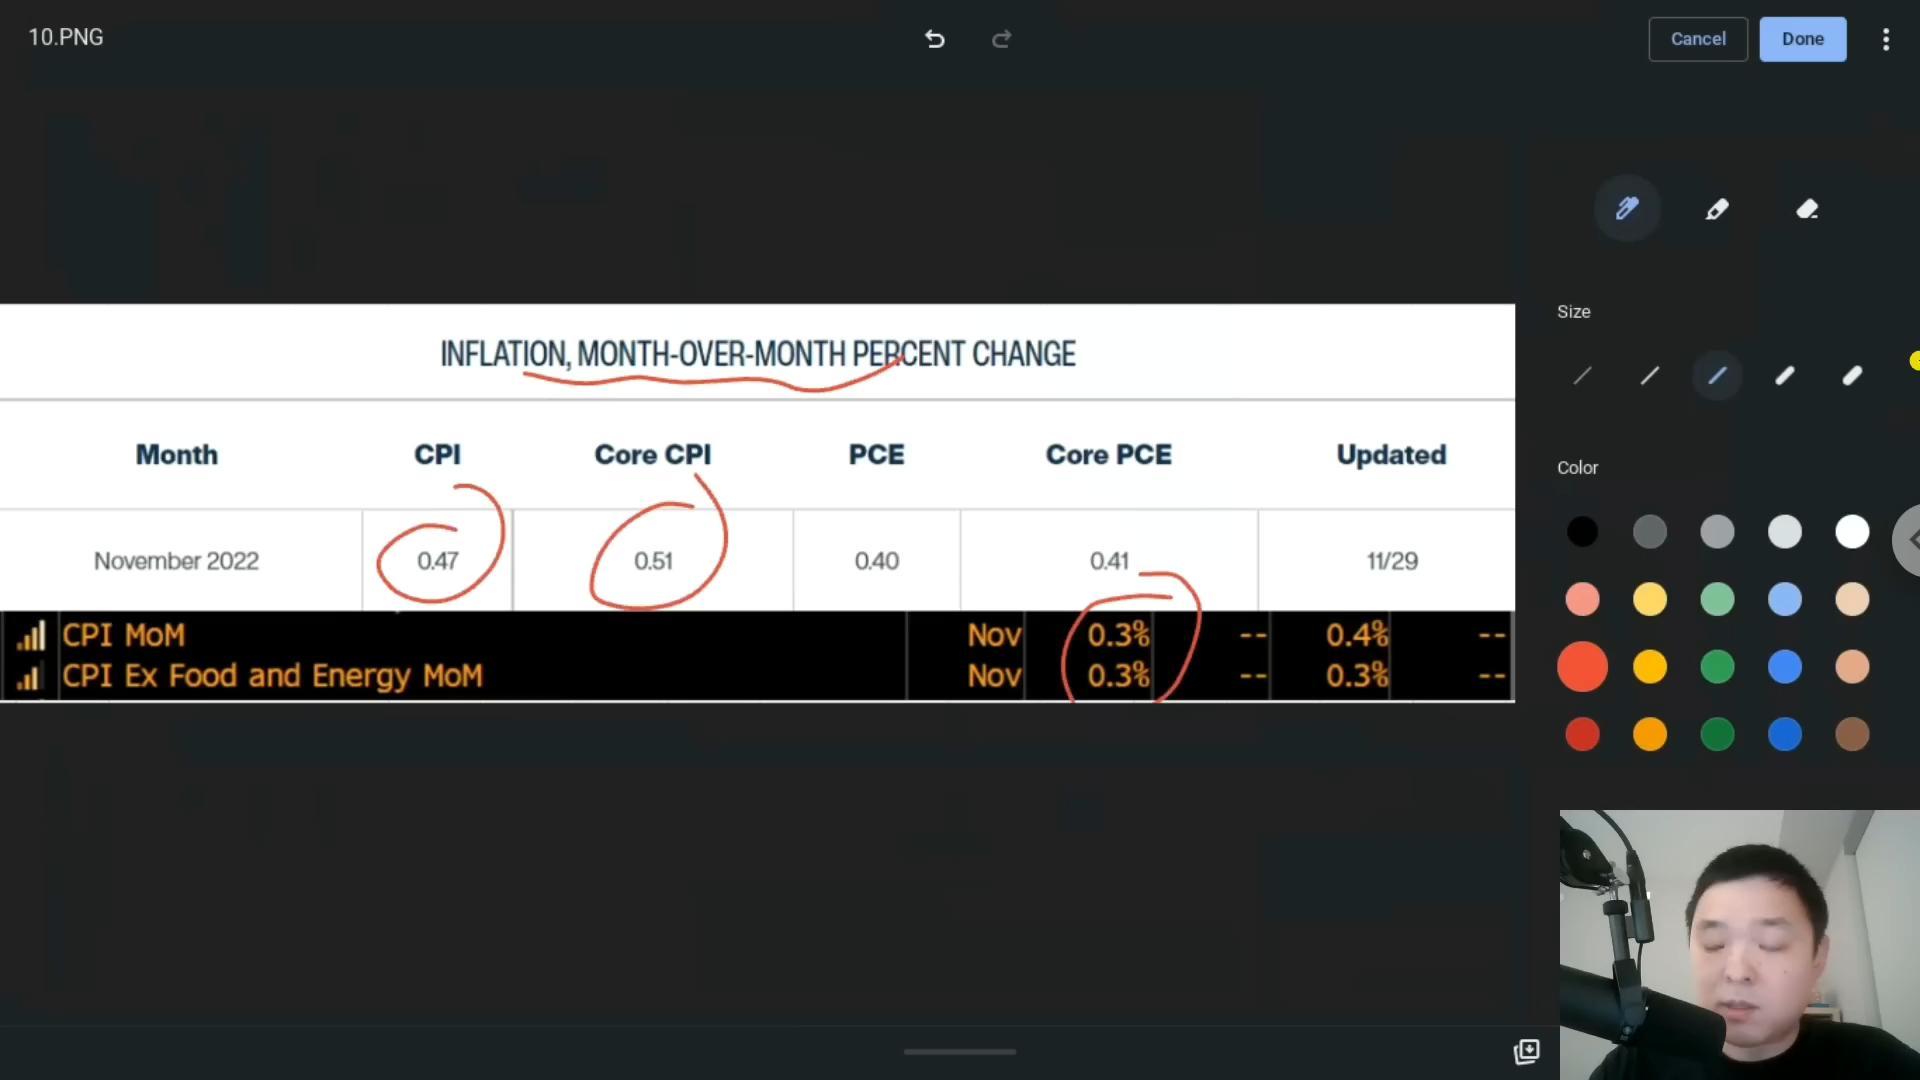 10.PNG
Cancel
Done
INFLATION, MONTH-OVER-MONTH PERCENT CHANGE
Month CPI Core CPI PCE Core PCE Updated
November 2022 0.47 0.51 0.40 0.41 11/29
CPI MoM Nov 0.3% -- 0.4% --
CPI Ex Food and Energy MoM Nov 0.3% -- 0.3% --
Size
Color